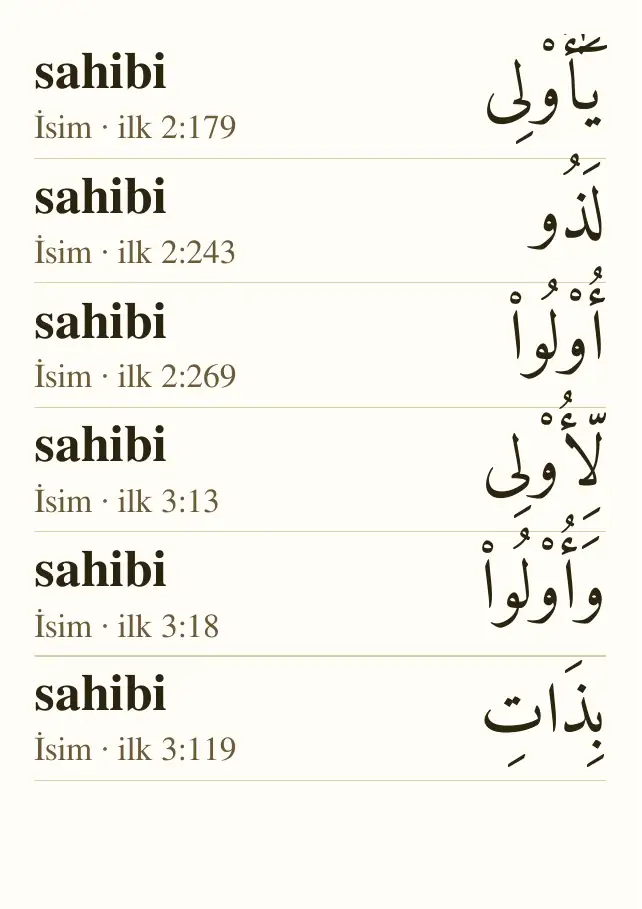 sahibi يَٰٓأُو۟لِى
İsim · ilk 2:179
sahibi لَذُو
İsim · ilk 2:243
sahibi أُو۟لُوا۟
İsim · ilk 2:269
sahibi لِّأُو۟لِى
İsim · ilk 3:13
sahibi وَأُو۟لُوا۟
İsim · ilk 3:18
sahibi بِذَاتِ
İsim · ilk 3:119